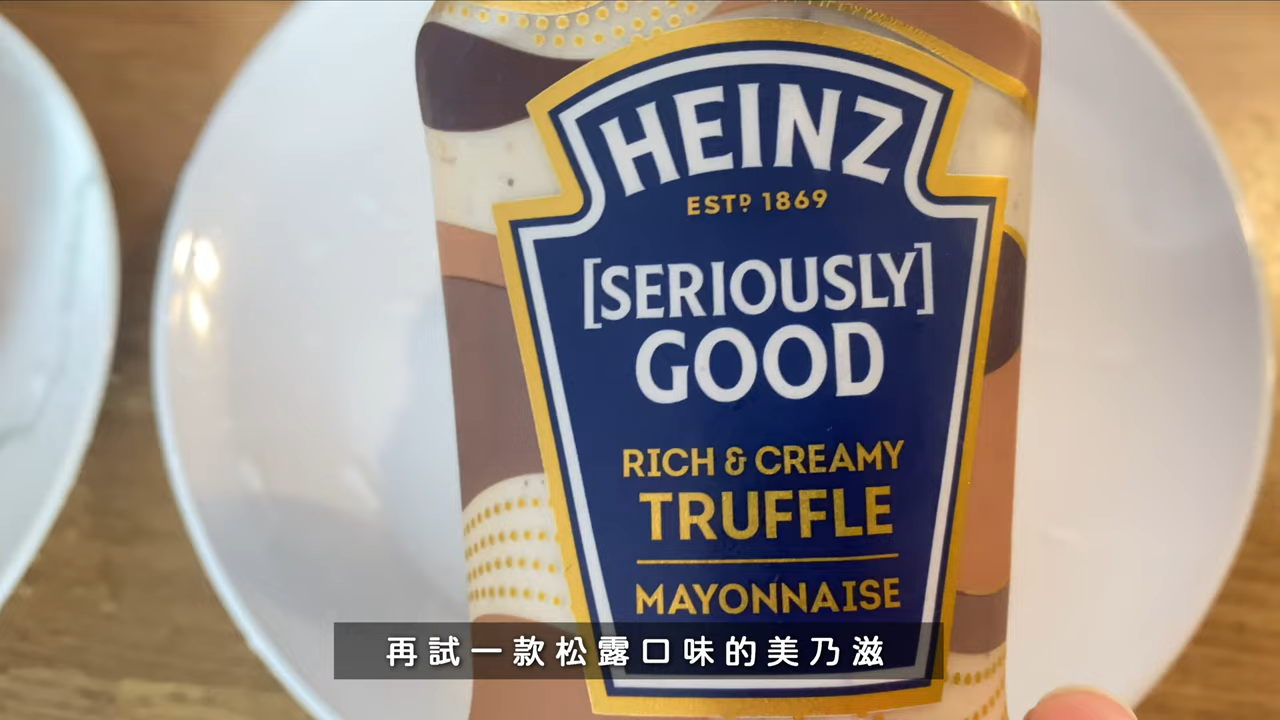 HEINZ
ESTD 1869
[SERIOUSLY]
GOOD
RICH & CREAMY
TRUFFLE
MAYONNAISE
再試一款松露口味的美乃滋